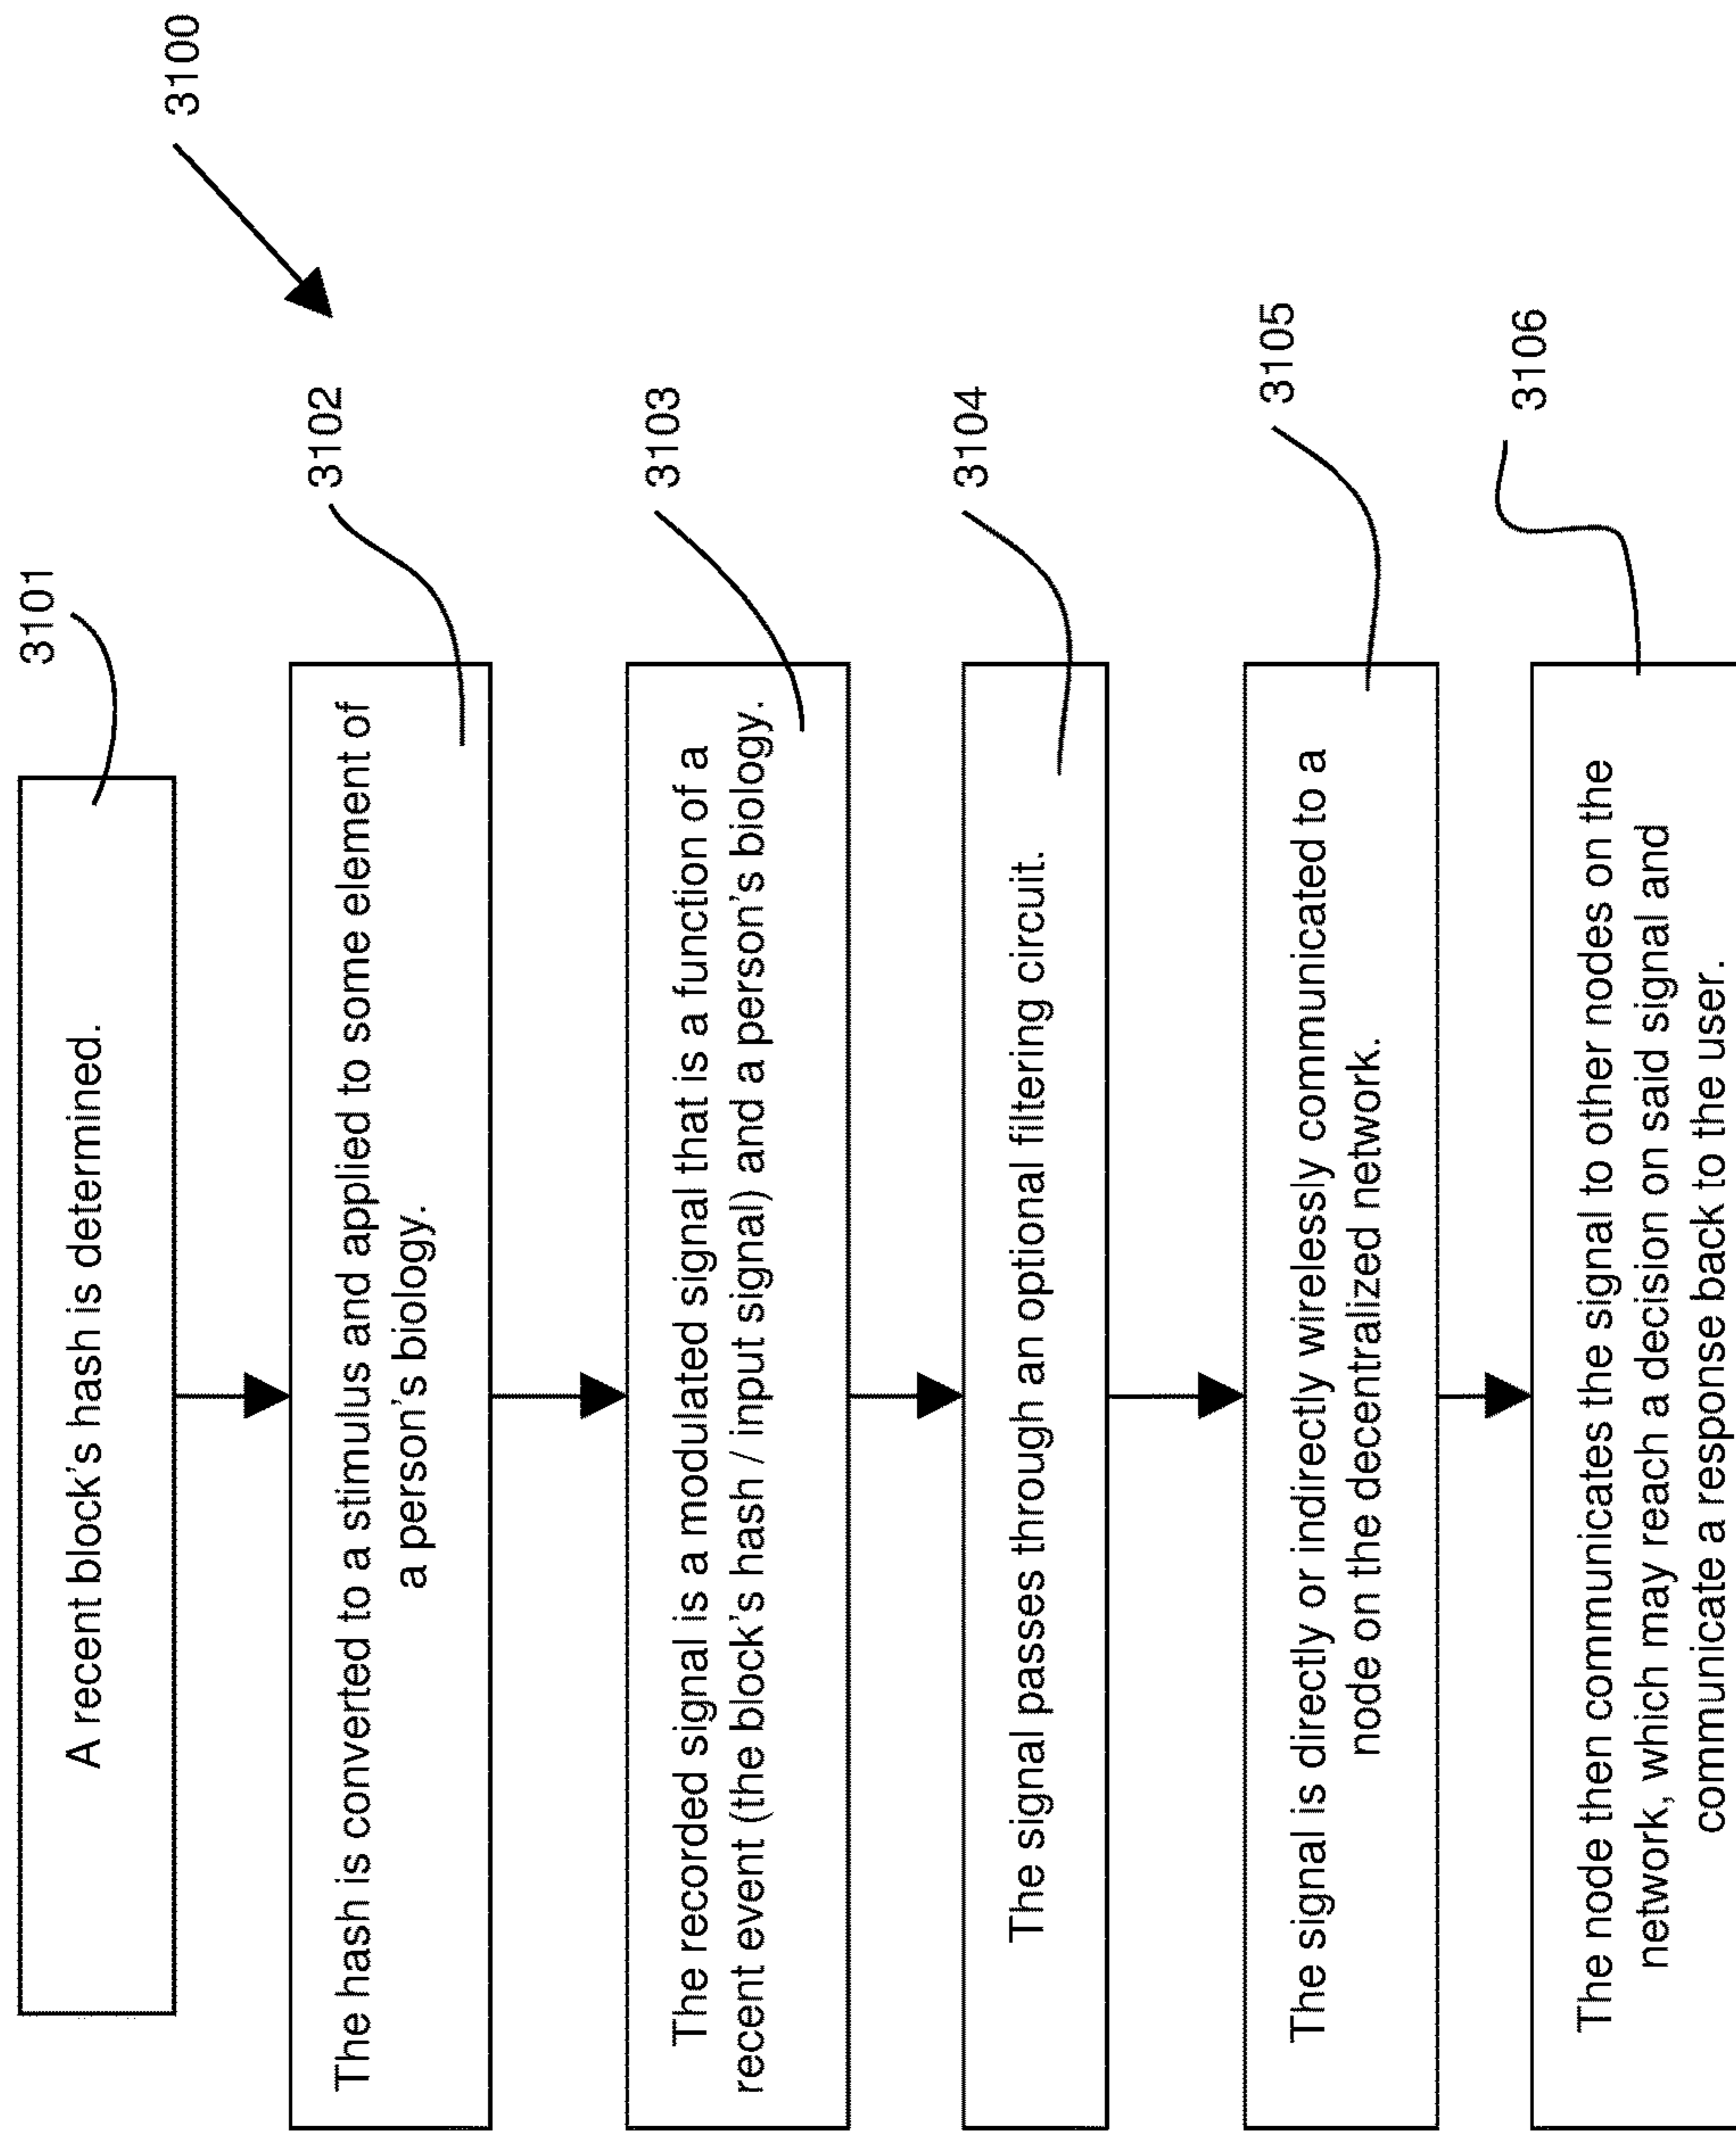 3100
3101
A recent block's hash is determined.
3102
The hash is converted to a stimulus and applied to some element of
a person's biology.
3103
The recorded signal is a modulated signal that is a function of a
recent event (the block's hash / input signal) and a person's biology.
3104
The signal passes through an optional filtering circuit.
3105
The signal is directly or indirectly wirelessly communicated to a
node on the decentralized network.
3106
The node then communicates the signal to other nodes on the
network, which may reach a decision on said signal and
communicate a response back to the user.